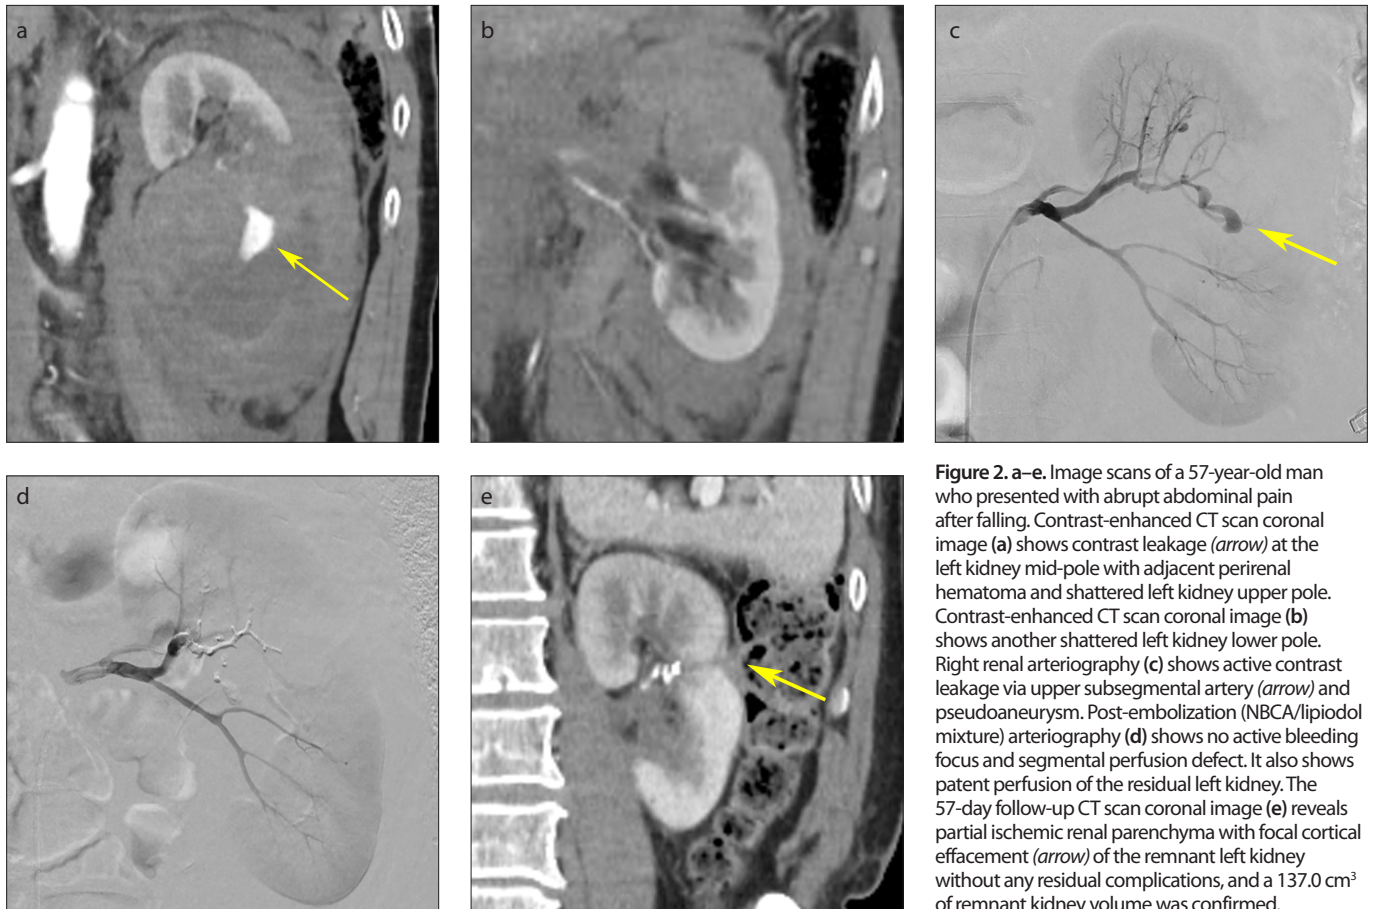 a
b
c
d
e
Figure 2. a–e. Image scans of a 57-year-old man
who presented with abrupt abdominal pain
after falling. Contrast-enhanced CT scan coronal
image (a) shows contrast leakage (arrow) at the
left kidney mid-pole with adjacent perirenal
hematoma and shattered left kidney upper pole.
Contrast-enhanced CT scan coronal image (b)
shows another shattered left kidney lower pole.
Right renal arteriography (c) shows active contrast
leakage via upper subsegmental artery (arrow) and
pseudoaneurysm. Post-embolization (NBCA/lipiodol
mixture) arteriography (d) shows no active bleeding
focus and segmental perfusion defect. It also shows
patent perfusion of the residual left kidney. The
57-day follow-up CT scan coronal image (e) reveals
partial ischemic renal parenchyma with focal cortical
effacement (arrow) of the remnant left kidney
without any residual complications, and a 137.0 cm³
of remnant kidney volume was confirmed.